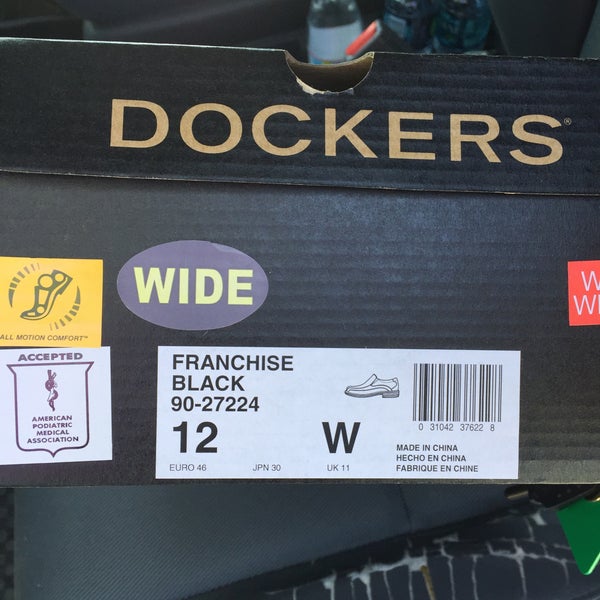 DOCKERS®
WIDE
ALL MOTION COMFORT™
ACCEPTED
AMERICAN
PODIATRIC
MEDICAL
ASSOCIATION
FRANCHISE
BLACK
90-27224
12 W
EURO 46 JPN 30 UK 11
0 31042 37622 8
MADE IN CHINA
HECHO EN CHINA
FABRIQUE EN CHINE